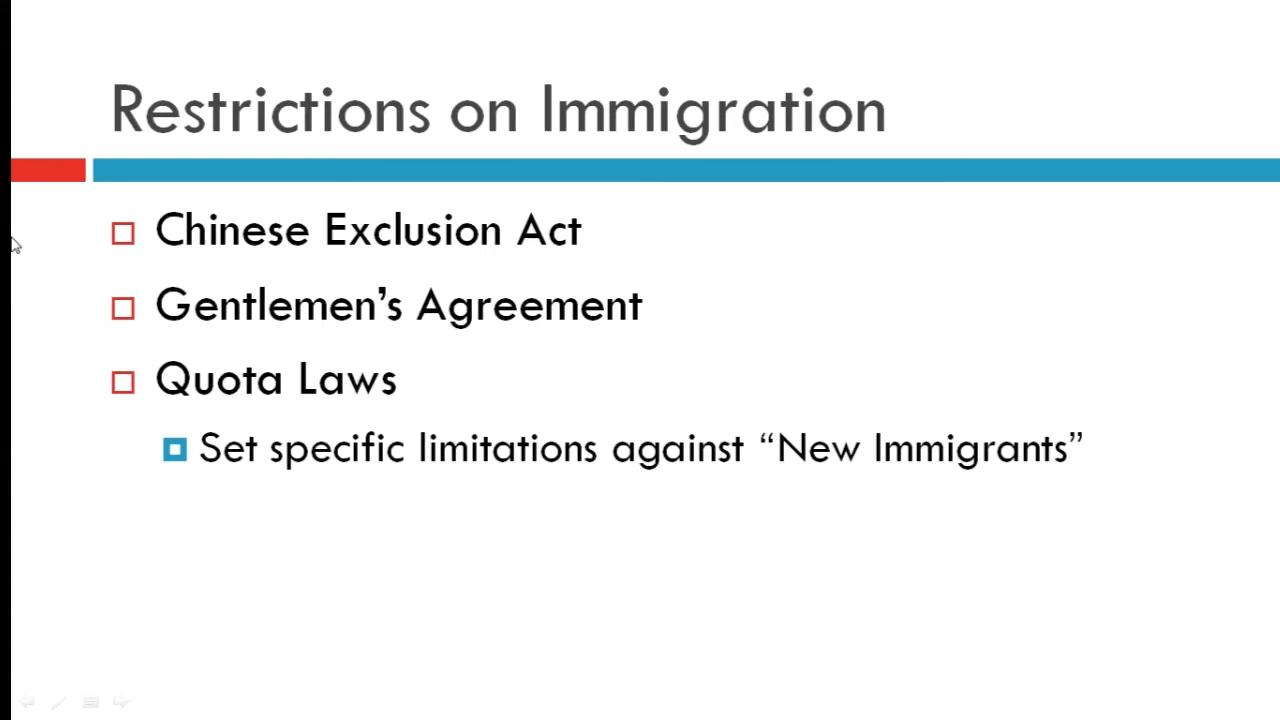 Restrictions on Immigration
Chinese Exclusion Act
Gentlemen’s Agreement
Quota Laws
Set specific limitations against “New Immigrants”